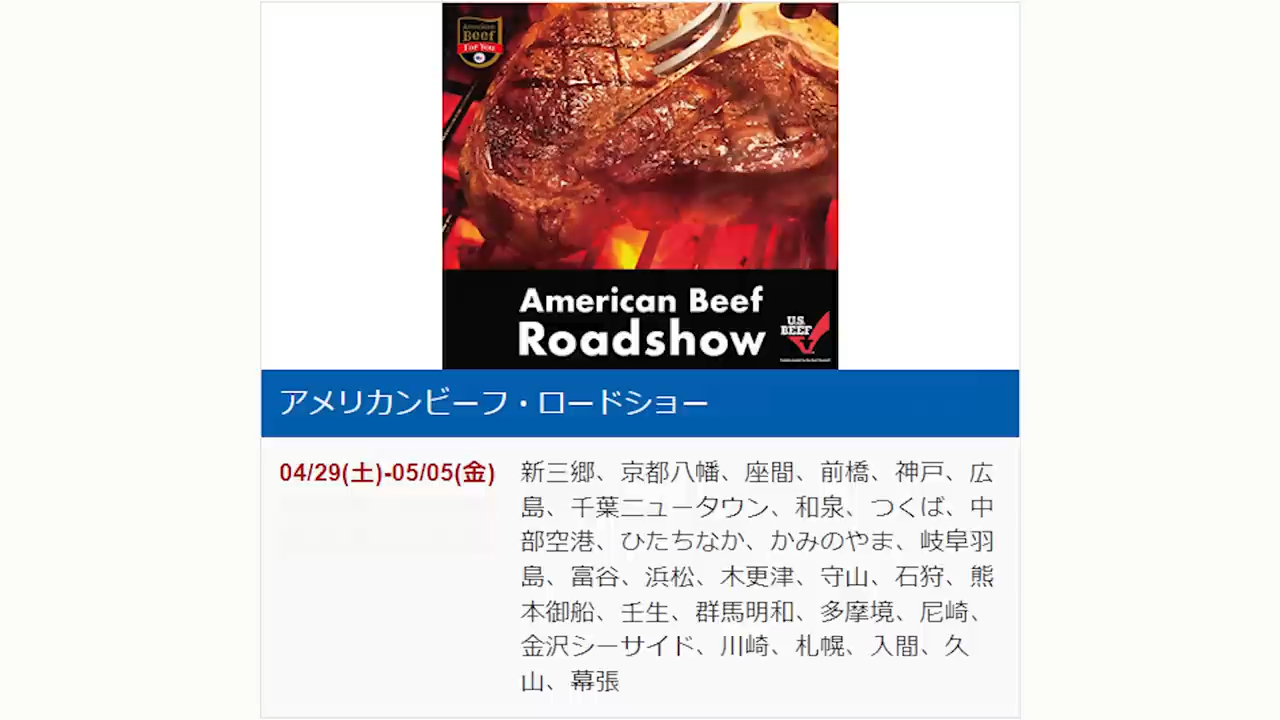 American
Beef
For You
American Beef
Roadshow
U.S.
BEEF
アメリカンビーフ・ロードショー
04/29(土)-05/05(金)
新三郷、京都八幡、座間、前橋、神戸、広
島、千葉ニュータウン、和泉、つくば、中
部空港、ひたちなか、かみのやま、岐阜羽
島、富谷、浜松、木更津、守山、石狩、熊
本御船、壬生、群馬明和、多摩境、尼崎、
金沢シーサイド、川崎、札幌、入間、久
山、幕張